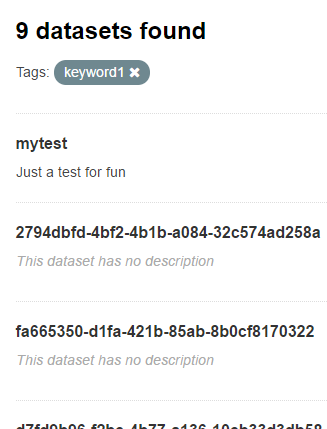 9 datasets found
Tags: keyword1 ✖
mytest
Just a test for fun
2794dbfd-4bf2-4b1b-a084-32c574ad258a
This dataset has no description
fa665350-d1fa-421b-85ab-8b0cf8170322
This dataset has no description